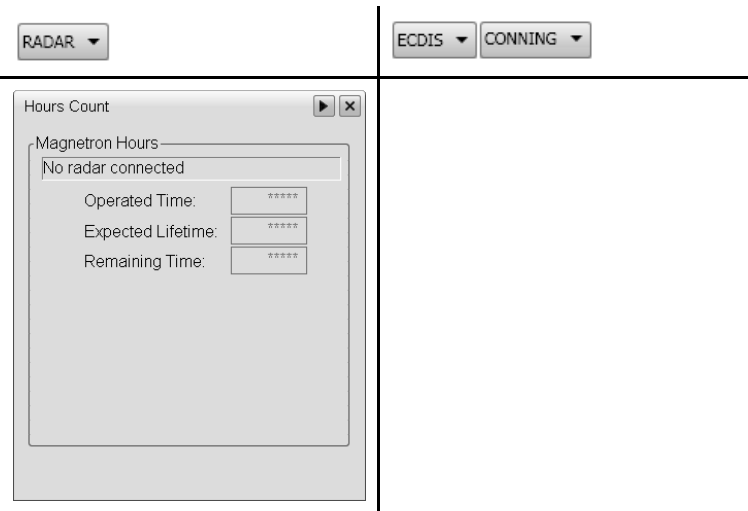 RADAR
ECDIS CONNING
Hours Count
Magnetron Hours
No radar connected
Operated Time: *****
Expected Lifetime: *****
Remaining Time: *****